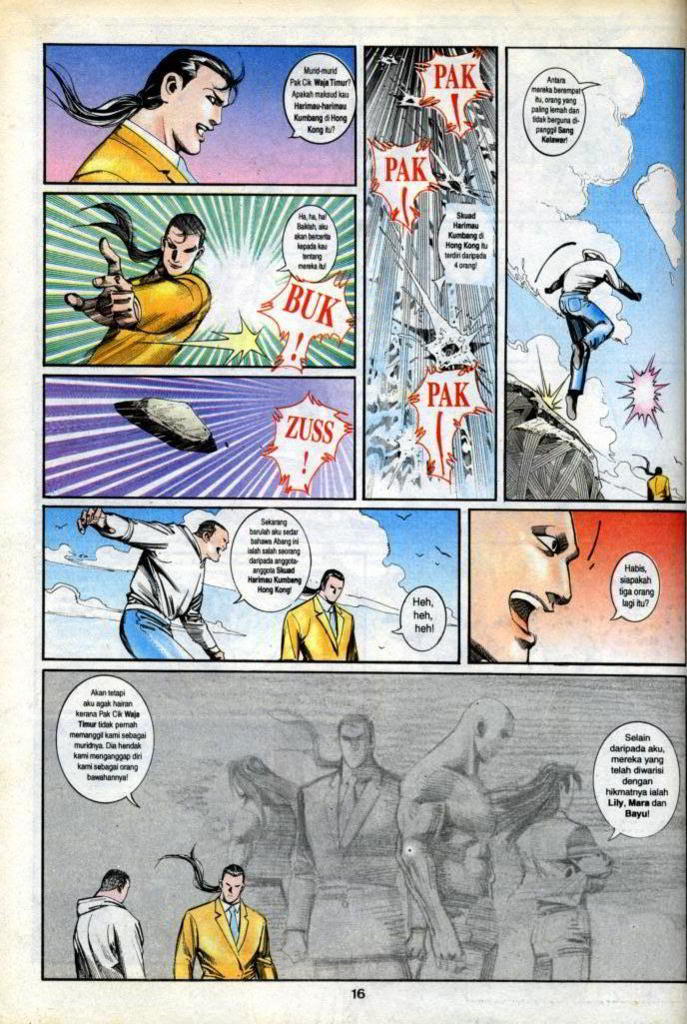 Murid-murid
Pak Cik Waja Timur?
Apakah maksud kau
Harimau-harimau
Kumbang di Hong
Kong itu?
Ha, ha, ha!
Baiklah, aku
akan bercerita
kepada kau
tentang
mereka itu!
BUK
!
ZUSS
!
PAK
!
PAK
!
Skuad
Harimau
Kumbang di
Hong Kong itu
terdiri daripada
4 orang!
PAK
!
Antara
mereka berempat
itu, orang yang
paling lemah dan
tidak berguna di-
panggil Sang
Kelawar!
Sekarang
barulah aku sedar
bahawa Abang ini
ialah salah seorang
daripada anggota-
anggota Skuad
Harimau Kumbang
Hong Kong!
Heh,
heh,
heh!
Habis,
siapakah
tiga orang
lagi itu?
Akan tetapi
aku agak hairan
kerana Pak Cik Waja
Timur tidak pernah
memanggil kami sebagai
muridnya. Dia hendak
kami menganggap diri
kami sebagai orang
bawahannya!
Selain
daripada aku,
mereka yang
telah diwarisi
dengan
hikmatnya ialah
Lily, Mara dan
Bayu!
16